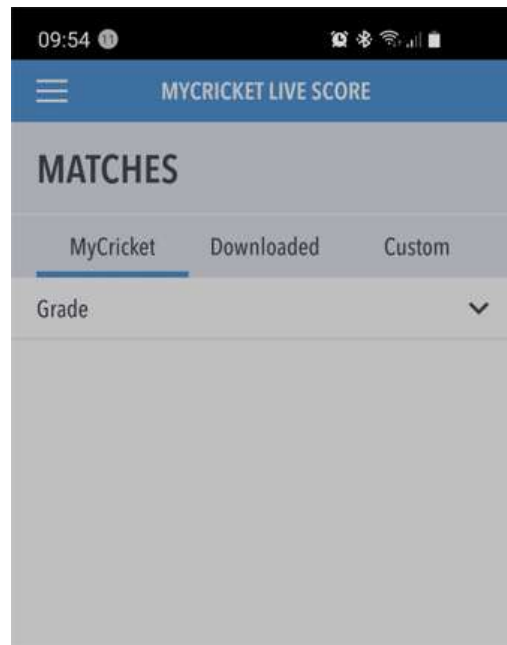 09:54 11
MYCRICKET LIVE SCORE
MATCHES
MyCricket Downloaded Custom
Grade